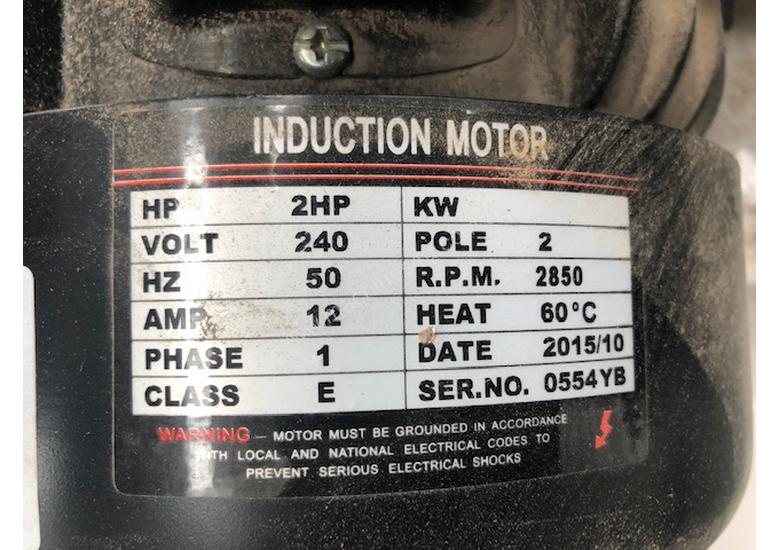 INDUCTION MOTOR
HP 2HP KW
VOLT 240 POLE 2
HZ 50 R.P.M. 2850
AMP 12 HEAT 60°C
PHASE 1 DATE 2015/10
CLASS E SER.NO. 0554YB
WARNING — MOTOR MUST BE GROUNDED IN ACCORDANCE
WITH LOCAL AND NATIONAL ELECTRICAL CODES TO
PREVENT SERIOUS ELECTRICAL SHOCKS